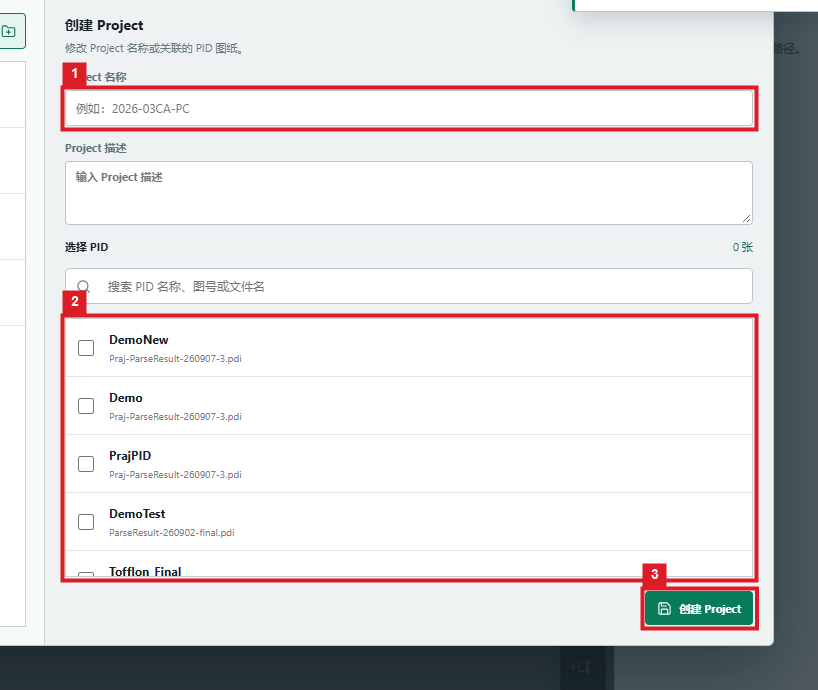 创建 Project
修改 Project 名称或关联的 PID 图纸。
路径。
1
ect 名称
例如：2026-03CA-PC
Project 描述
输入 Project 描述
选择 PID
0 张
搜索 PID 名称、图号或文件名
2
DemoNew
Praj-ParseResult-260907-3.pdi
Demo
Praj-ParseResult-260907-3.pdi
PrajPID
Praj-ParseResult-260907-3.pdi
DemoTest
ParseResult-260902-final.pdi
Tofflon_Final
3
创建 Project